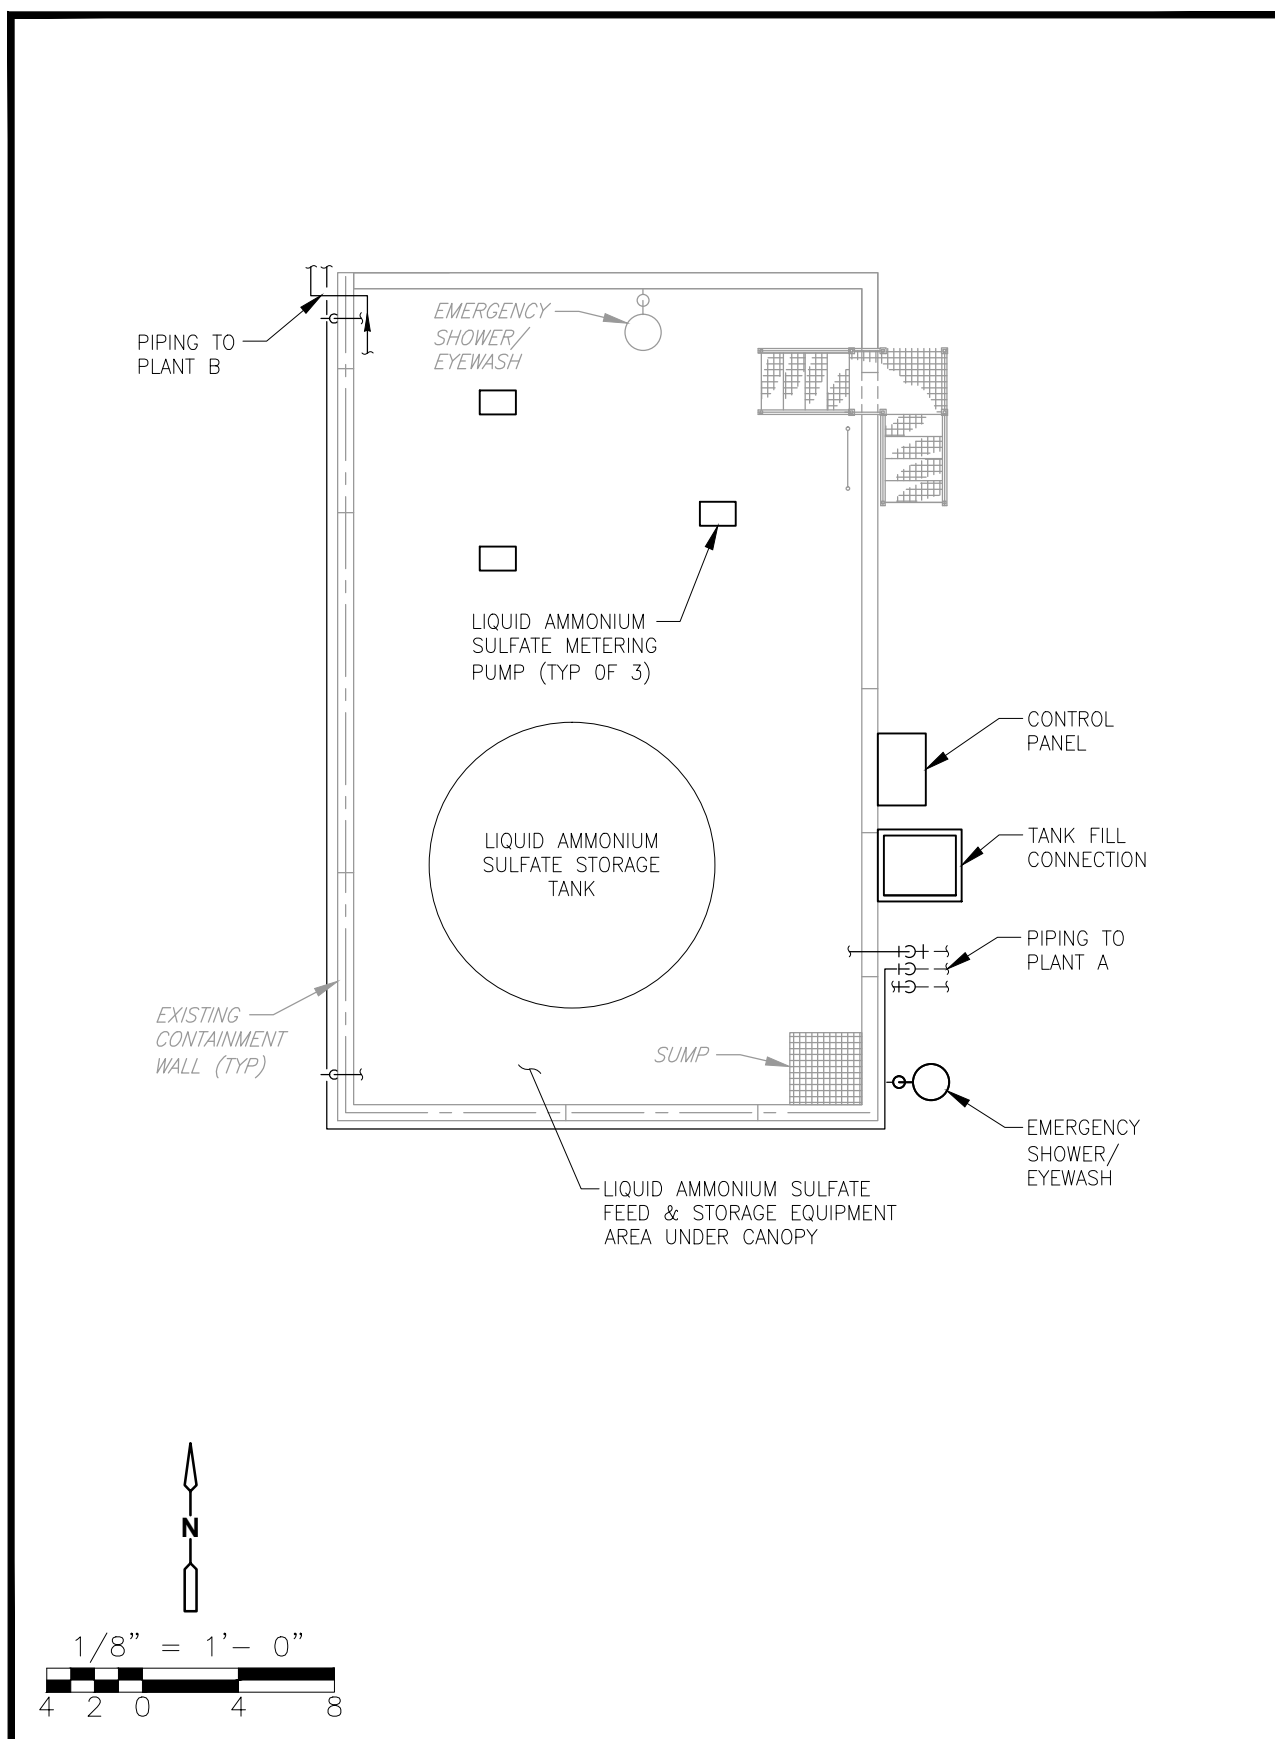 PIPING TO
PLANT B
EMERGENCY
SHOWER/
EYEWASH
LIQUID AMMONIUM
SULFATE METERING
PUMP (TYP OF 3)
CONTROL
PANEL
LIQUID AMMONIUM
SULFATE STORAGE
TANK
TANK FILL
CONNECTION
PIPING TO
PLANT A
EXISTING
CONTAINMENT
WALL (TYP)
SUMP
EMERGENCY
SHOWER/
EYEWASH
LIQUID AMMONIUM SULFATE
FEED & STORAGE EQUIPMENT
AREA UNDER CANOPY
N
1/8" = 1'- 0"
4 2 0 4 8